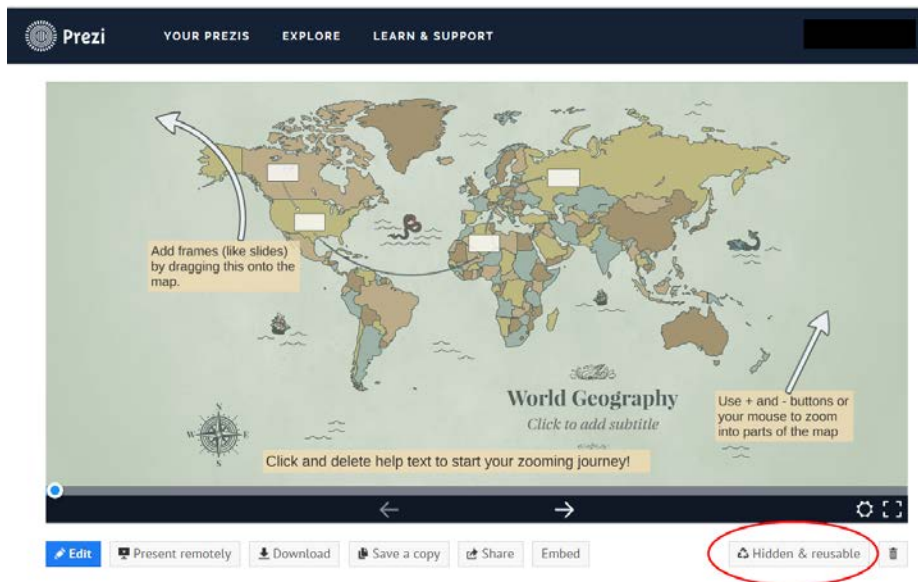 Prezi YOUR PREZIS EXPLORE LEARN & SUPPORT
Add frames (like slides)
by dragging this onto the
map.
World Geography
Click to add subtitle
Use + and - buttons or
your mouse to zoom
into parts of the map
N
W E
S
Click and delete help text to start your zooming journey!
Edit Present remotely Download Save a copy Share Embed Hidden & reusable